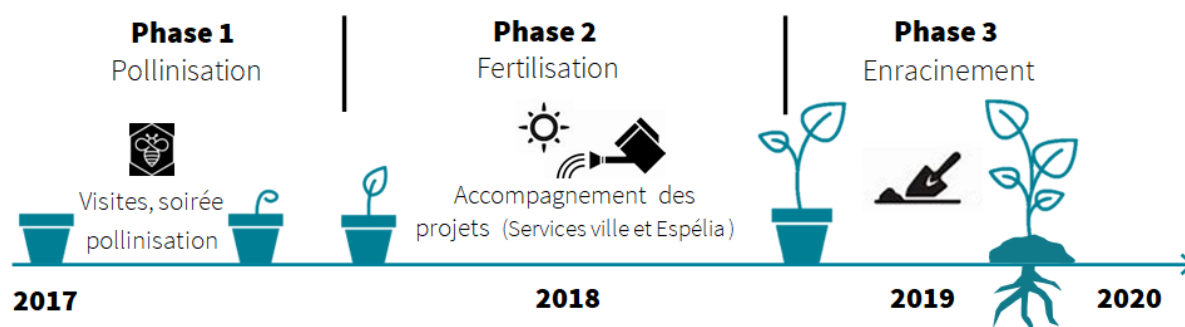 Phase 1
Pollinisation
Visites, soirée
pollinisation
Phase 2
Fertilisation
Accompagnement des
projets (Services ville et Espélia)
Phase 3
Enracinement
2017
2018
2019
2020